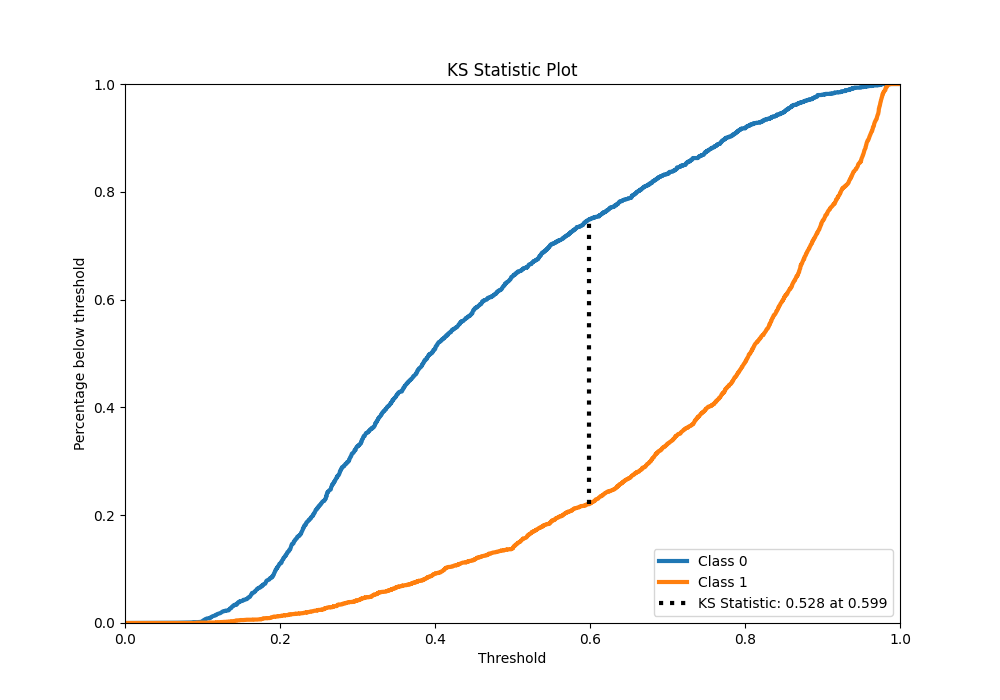 KS Statistic Plot
1.0
0.8
0.6
0.4
0.2
0.0
Percentage below threshold
0.0 0.2 0.4 0.6 0.8 1.0
Threshold
Class 0
Class 1
KS Statistic: 0.528 at 0.599